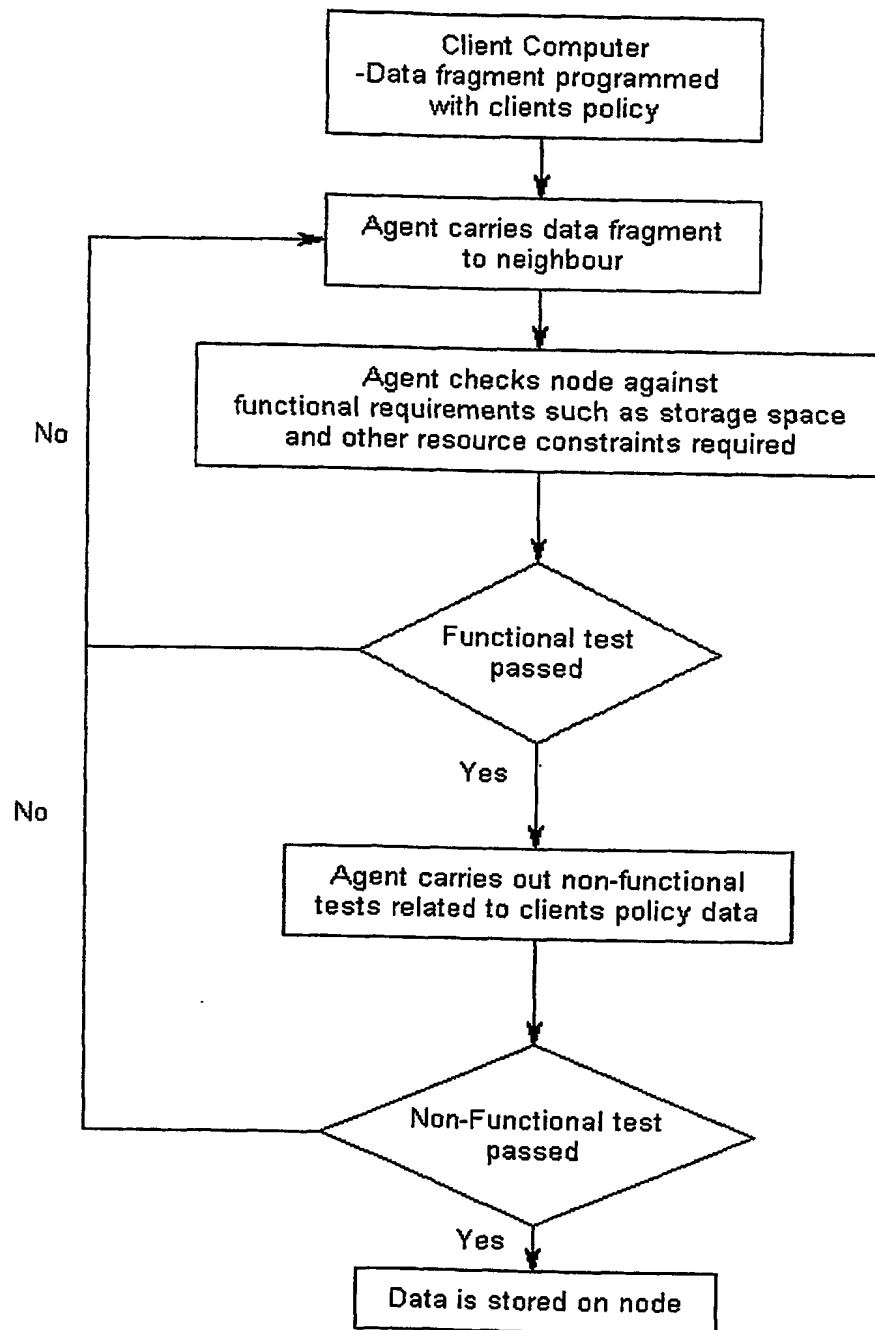 Client Computer
-Data fragment programmed
with clients policy
Agent carries data fragment
to neighbour
Agent checks node against
functional requirements such as storage space
and other resource constraints required
No
Functional test
passed
Yes
No
Agent carries out non-functional
tests related to clients policy data
Non-Functional test
passed
Yes
Data is stored on node